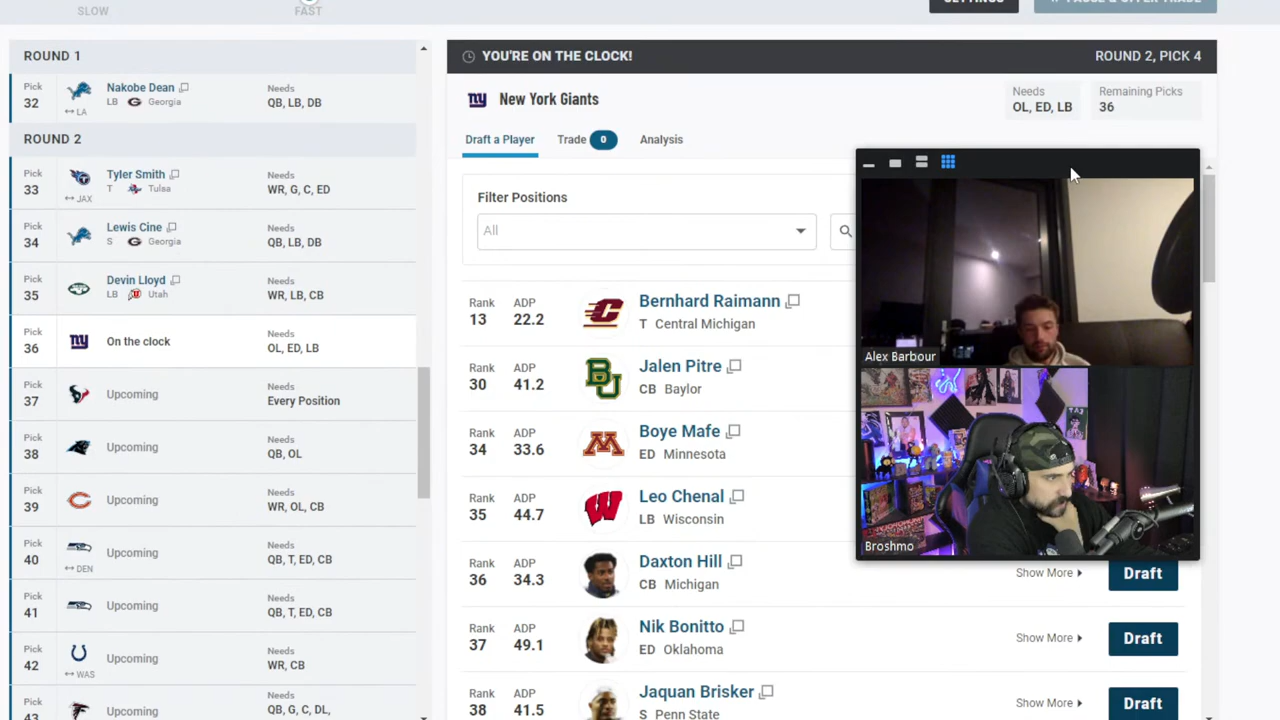 SLOW
FAST
SETTINGS
PAUSE & OFFER TRADE
ROUND 1
Pick
32
LA
Nakobe Dean
LB Georgia
Needs
QB, LB, DB
ROUND 2
Pick
33
JAX
Tyler Smith
T Tulsa
Needs
WR, G, C, ED
Pick
34
Lewis Cine
S Georgia
Needs
QB, LB, DB
Pick
35
Devin Lloyd
LB Utah
Needs
WR, LB, CB
Pick
36
On the clock
Needs
OL, ED, LB
Pick
37
Upcoming
Needs
Every Position
Pick
38
Upcoming
Needs
QB, OL
Pick
39
Upcoming
Needs
WR, OL, CB
Pick
40
DEN
Upcoming
Needs
QB, T, ED, CB
Pick
41
Upcoming
Needs
QB, T, ED, CB
Pick
42
WAS
Upcoming
Needs
WR, CB
Pick
43
Upcoming
Needs
QB, G, C, DL,
YOU'RE ON THE CLOCK!
ROUND 2, PICK 4
ny
New York Giants
Needs
OL, ED, LB
Remaining Picks
36
Draft a Player
Trade 0
Analysis
Filter Positions
All
Rank ADP
13 22.2
Bernhard Raimann
T Central Michigan
Rank ADP
30 41.2
Jalen Pitre
CB Baylor
Rank ADP
34 33.6
Boye Mafe
ED Minnesota
Rank ADP
35 44.7
Leo Chenal
LB Wisconsin
Rank ADP
36 34.3
Daxton Hill
CB Michigan
Show More
Draft
Rank ADP
37 49.1
Nik Bonitto
ED Oklahoma
Show More
Draft
Rank ADP
38 41.5
Jaquan Brisker
S Penn State
Show More
Draft
Alex Barbour
Broshmo